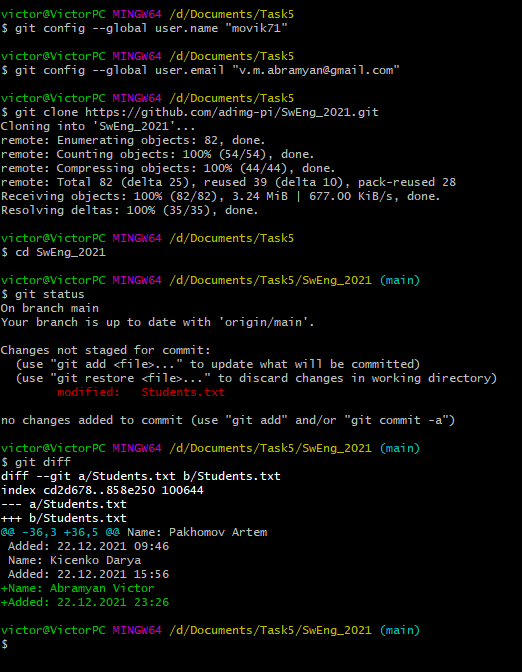 victor@VictorPC MINGW64 /d/Documents/Task5
$ git config --global user.name "movik71"
victor@VictorPC MINGW64 /d/Documents/Task5
$ git config --global user.email "v.m.abramyan@gmail.com"
victor@VictorPC MINGW64 /d/Documents/Task5
$ git clone https://github.com/adimg-pi/SwEng_2021.git
Cloning into 'SwEng_2021'...
remote: Enumerating objects: 82, done.
remote: Counting objects: 100% (54/54), done.
remote: Compressing objects: 100% (44/44), done.
remote: Total 82 (delta 25), reused 39 (delta 10), pack-reused 28
Receiving objects: 100% (82/82), 3.24 MiB | 677.00 KiB/s, done.
Resolving deltas: 100% (35/35), done.
victor@VictorPC MINGW64 /d/Documents/Task5
$ cd SwEng_2021
victor@VictorPC MINGW64 /d/Documents/Task5/SwEng_2021 (main)
$ git status
On branch main
Your branch is up to date with 'origin/main'.
Changes not staged for commit:
  (use "git add <file>..." to update what will be committed)
  (use "git restore <file>..." to discard changes in working directory)
        modified:   Students.txt
no changes added to commit (use "git add" and/or "git commit -a")
victor@VictorPC MINGW64 /d/Documents/Task5/SwEng_2021 (main)
$ git diff
diff --git a/Students.txt b/Students.txt
index cd2d678..858e250 100644
--- a/Students.txt
+++ b/Students.txt
@@ -36,3 +36,5 @@ Name: Pakhomov Artem
 Added: 22.12.2021 09:46
 Name: Kicenko Darya
 Added: 22.12.2021 15:56
+Name: Abramyan Victor
+Added: 22.12.2021 23:26
victor@VictorPC MINGW64 /d/Documents/Task5/SwEng_2021 (main)
$